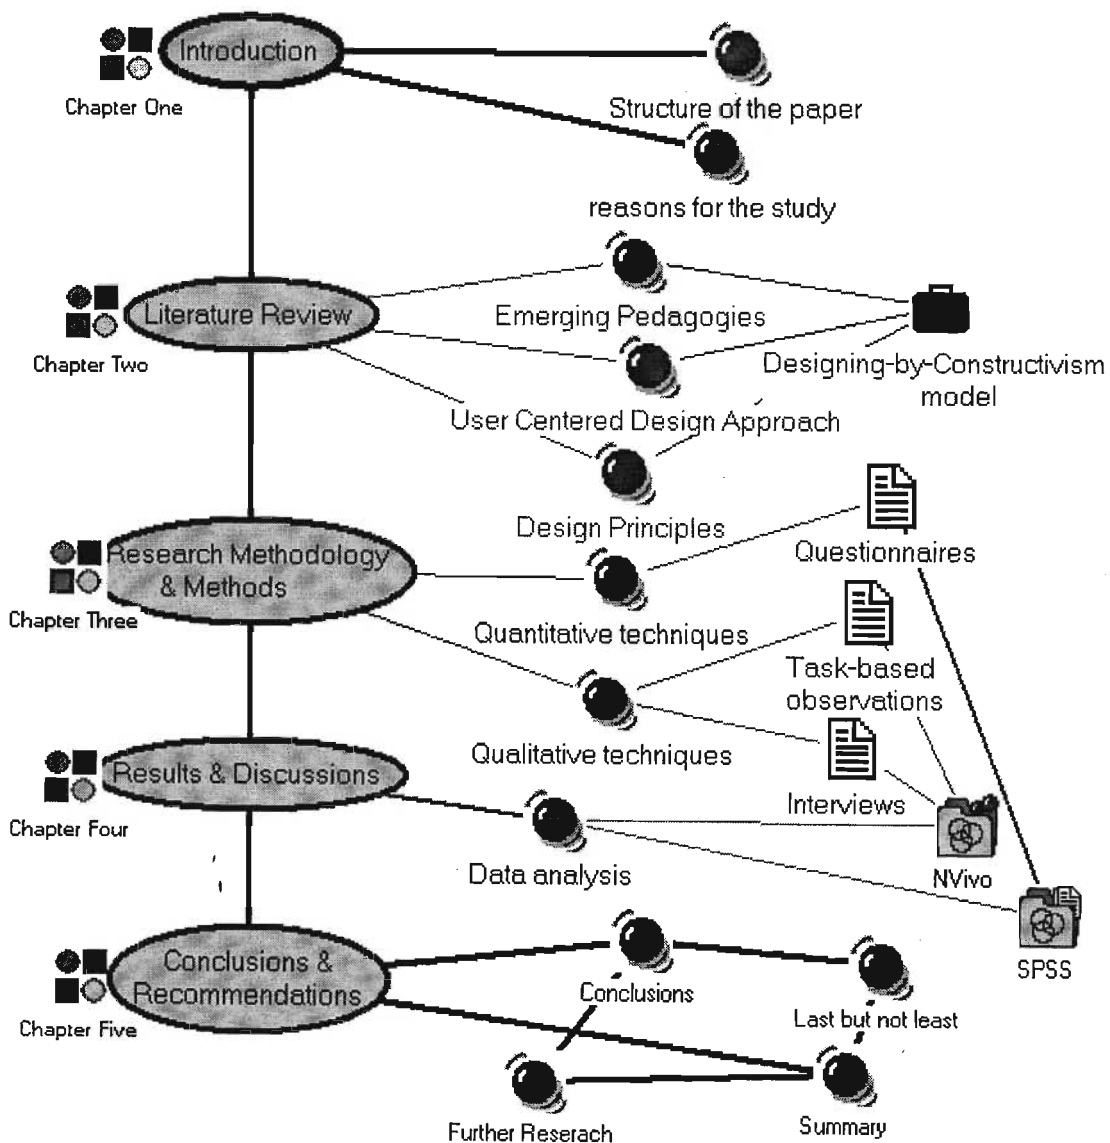 Introduction
Chapter One
Structure of the paper
reasons for the study
Literature Review
Chapter Two
Emerging Pedagogies
Designing-by-Constructivism
model
User Centered Design Approach
Design Principles
Questionnaires
Research Methodology
& Methods
Chapter Three
Quantitative techniques
Task-based
observations
Qualitative techniques
Interviews
Results & Discussions
Chapter Four
Data analysis
NVivo
SPSS
Conclusions &
Recommendations
Chapter Five
Conclusions
Last but not least
Further Reserach
Summary